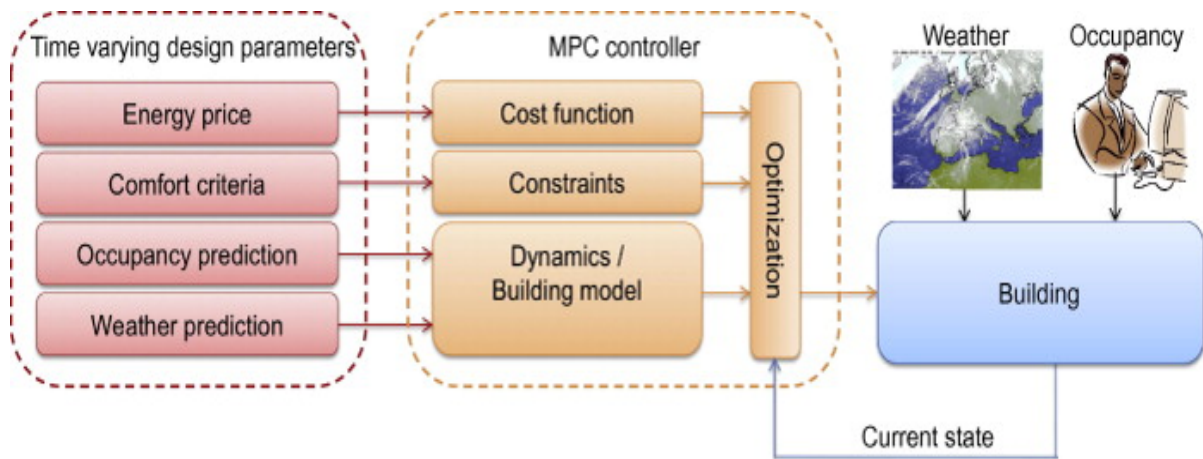 Time varying design parameters
Energy price
Comfort criteria
Occupancy prediction
Weather prediction
MPC controller
Cost function
Constraints
Dynamics /
Building model
Optimization
Weather
Occupancy
Building
Current state